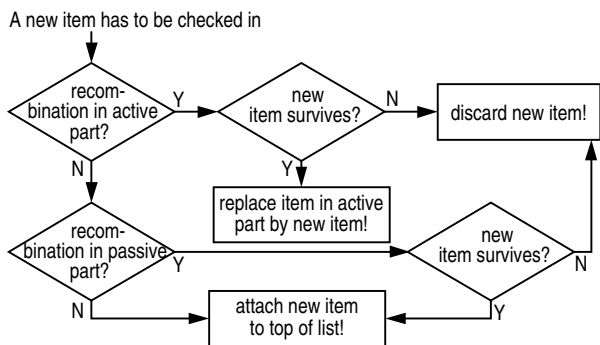 A new item has to be checked in
recom-
bination in active
part?
Y
new
item survives?
N
discard new item!
N
Y
replace item in active
part by new item!
recom-
bination in passive
part?
Y
new
item survives?
N
N
attach new item
to top of list!
Y